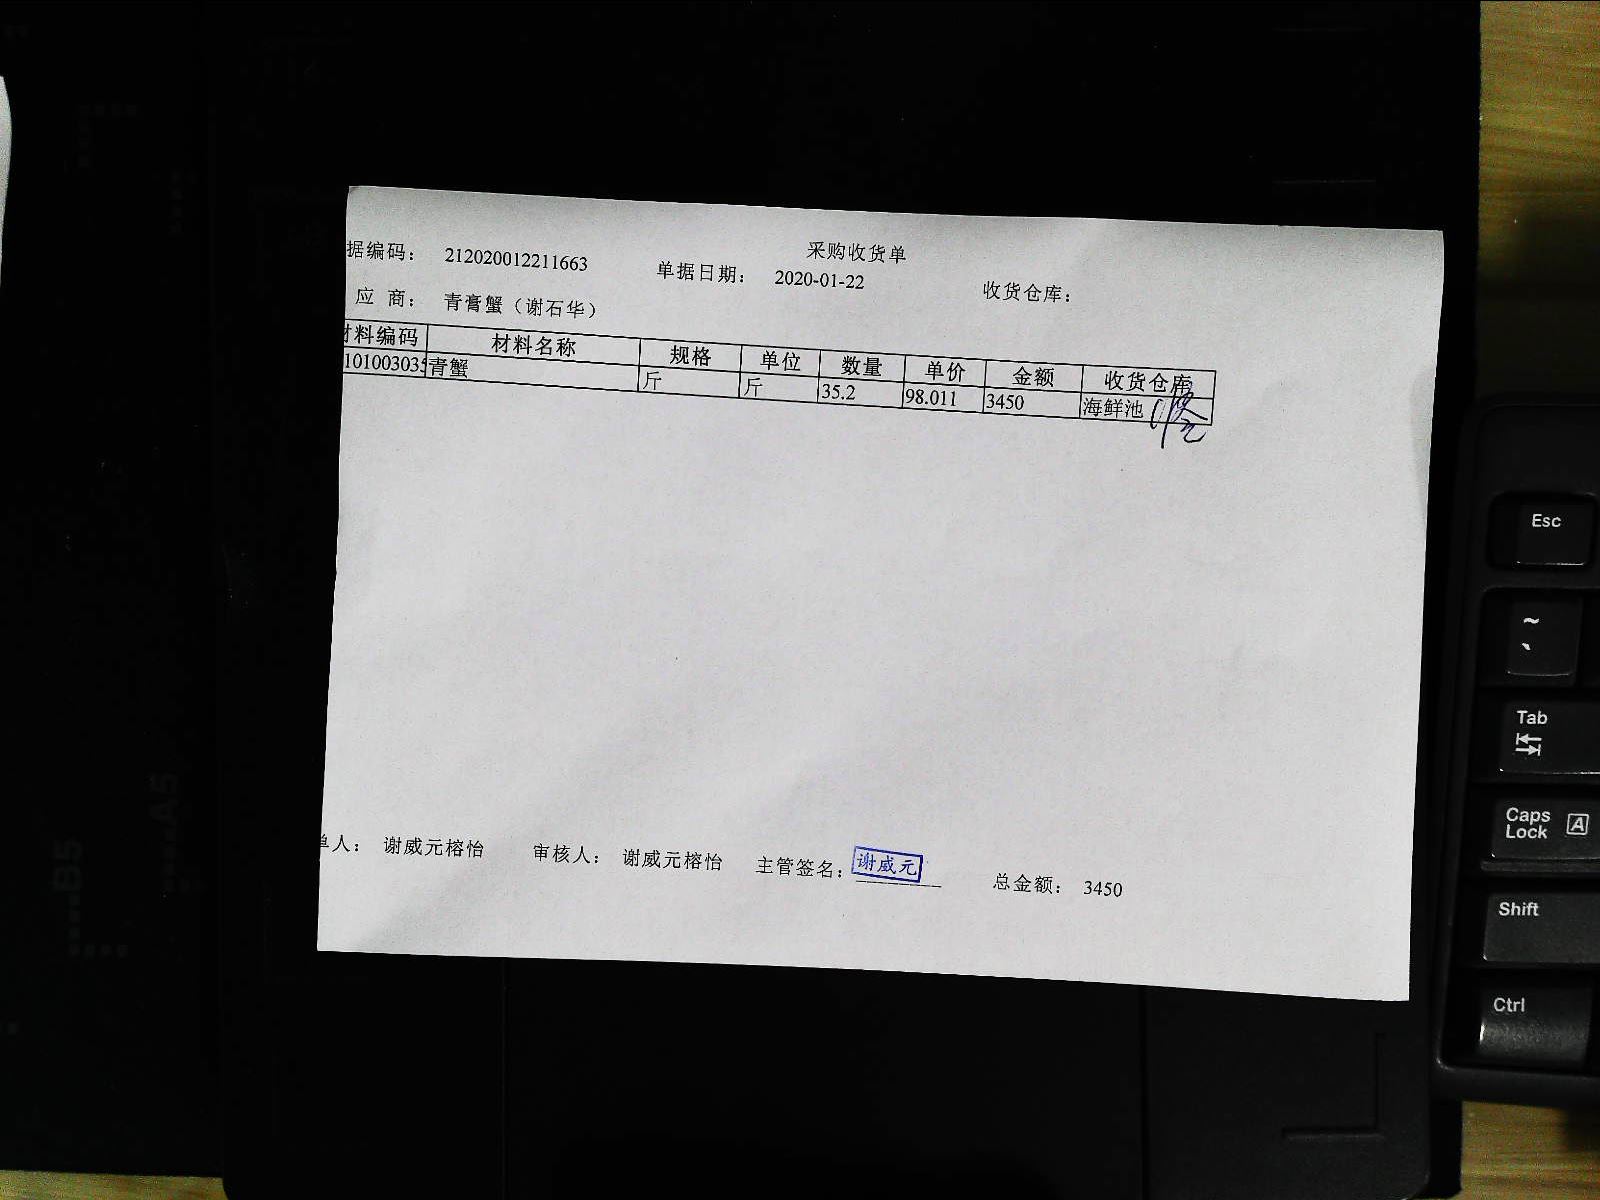 采购收货单
据编码： 212020012211663 单据日期： 2020-01-22 收货仓库：
应 商： 青膏蟹（谢石华）
材料编码 材料名称 规格 单位 数量 单价 金额 收货仓库
101003035 青蟹 斤 斤 35.2 98.011 3450 海鲜池
单人： 谢威元榕怡 审核人： 谢威元榕怡 主管签名： 谢威元 总金额： 3450
Esc
~
`
Tab
Caps Lock A
Shift
Ctrl
B5
A5